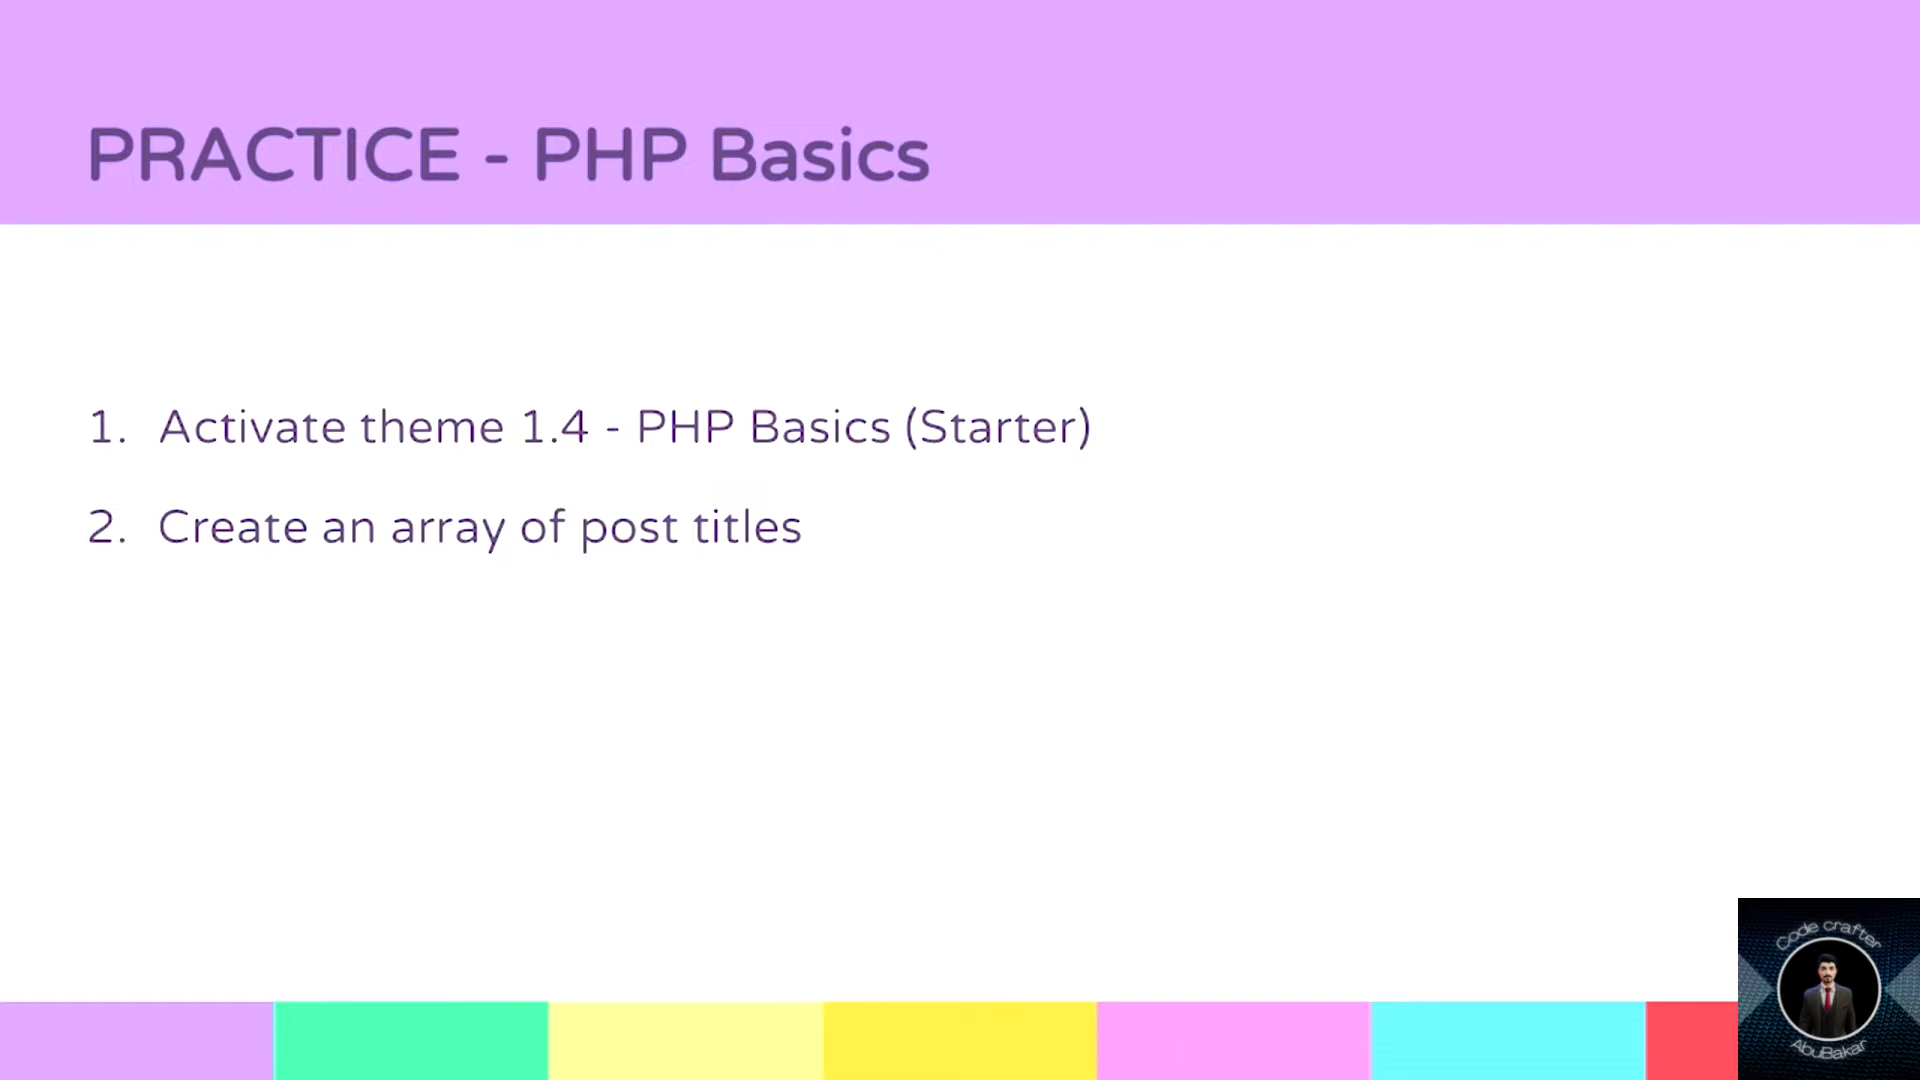 PRACTICE - PHP Basics
1. Activate theme 1.4 - PHP Basics (Starter)
2. Create an array of post titles
Code crafter
AbuBakar